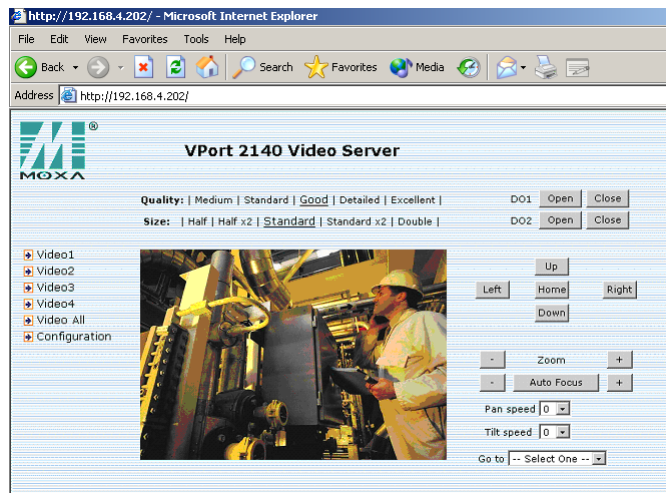 http://192.168.4.202/ - Microsoft Internet Explorer
File Edit View Favorites Tools Help
Back Search Favorites Media
Address http://192.168.4.202/
MOXA ®
VPort 2140 Video Server
Quality: | Medium | Standard | Good | Detailed | Excellent | DO1 Open Close
Size: | Half | Half x2 | Standard | Standard x2 | Double | DO2 Open Close
Video1
Video2
Video3
Video4
Video All
Configuration
Up
Left Home Right
Down
- Zoom +
- Auto Focus +
Pan speed 0
Tilt speed 0
Go to -- Select One --